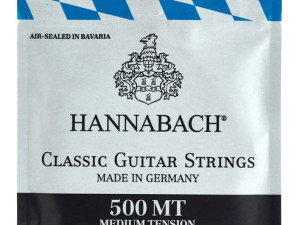 AIR-SEALED IN BAVARIA
HANNABACH®
CLASSIC GUITAR STRINGS
MADE IN GERMANY
500 MT
MEDIUM TENSION